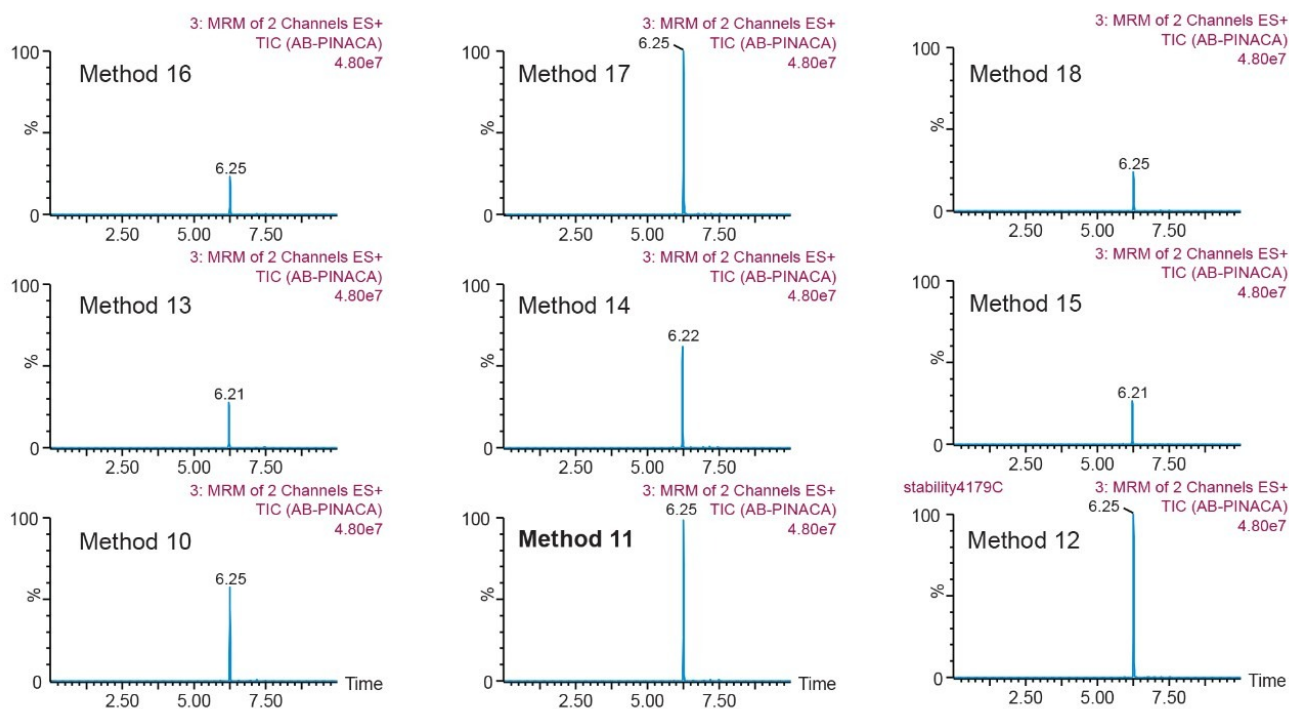 3: MRM of 2 Channels ES+
TIC (AB-PINACA)
4.80e7
100
Method 16
%
6.25
0
2.50 5.00 7.50
3: MRM of 2 Channels ES+
TIC (AB-PINACA)
4.80e7
6.25
100
Method 17
%
0
2.50 5.00 7.50
3: MRM of 2 Channels ES+
TIC (AB-PINACA)
4.80e7
100
Method 18
%
6.25
0
2.50 5.00 7.50
3: MRM of 2 Channels ES+
TIC (AB-PINACA)
4.80e7
100
Method 13
%
6.21
0
2.50 5.00 7.50
3: MRM of 2 Channels ES+
TIC (AB-PINACA)
4.80e7
100
Method 14
6.22
%
0
2.50 5.00 7.50
3: MRM of 2 Channels ES+
TIC (AB-PINACA)
4.80e7
100
Method 15
%
6.21
0
2.50 5.00 7.50
3: MRM of 2 Channels ES+
TIC (AB-PINACA)
4.80e7
100
Method 10
6.25
%
0
2.50 5.00 7.50 Time
3: MRM of 2 Channels ES+
TIC (AB-PINACA)
4.80e7
6.25
100
Method 11
%
0
2.50 5.00 7.50
stability4179C 3: MRM of 2 Channels ES+
TIC (AB-PINACA)
4.80e7
6.25
100
Method 12
%
0
2.50 5.00 7.50 Time